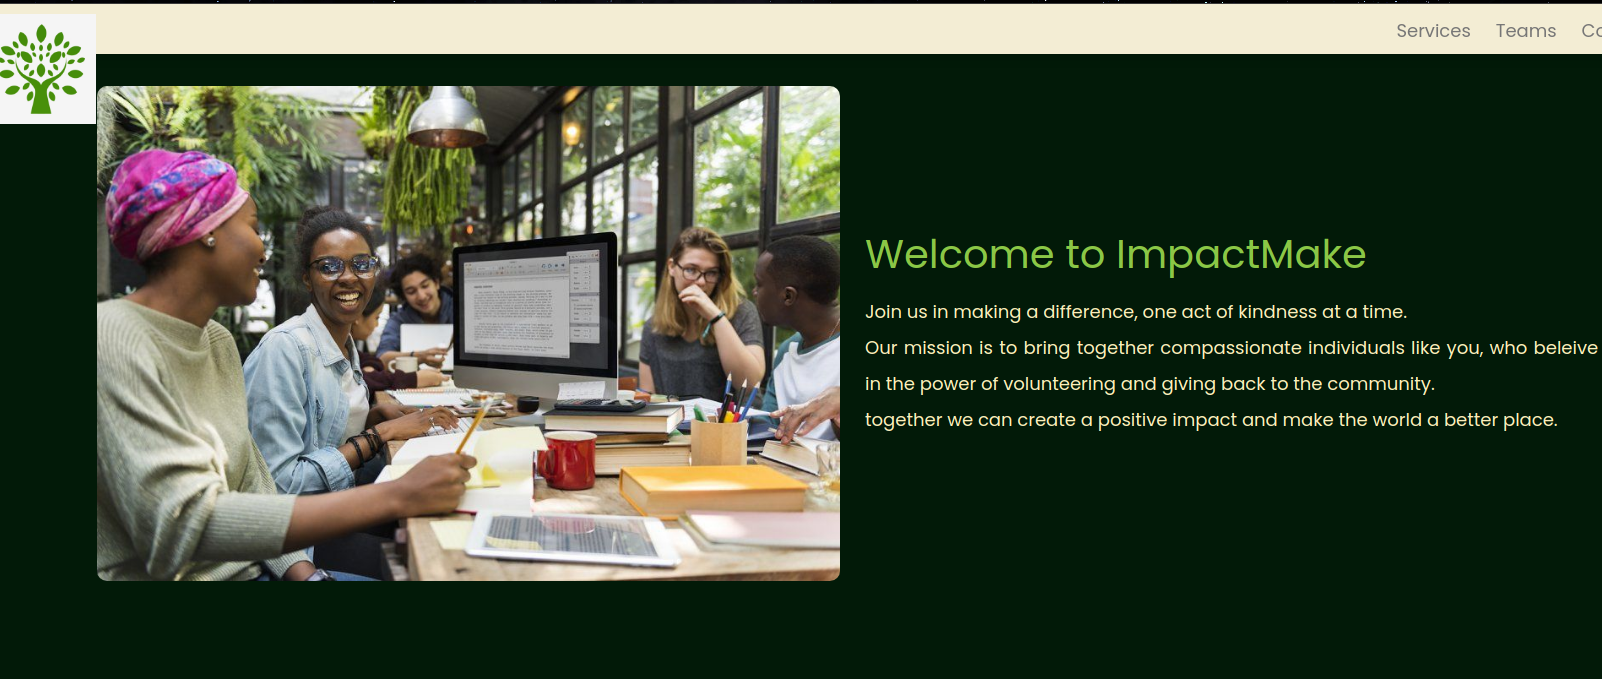 Services Teams
Welcome to ImpactMake
Join us in making a difference, one act of kindness at a time.
Our mission is to bring together compassionate individuals like you, who beleive
in the power of volunteering and giving back to the community.
together we can create a positive impact and make the world a better place.